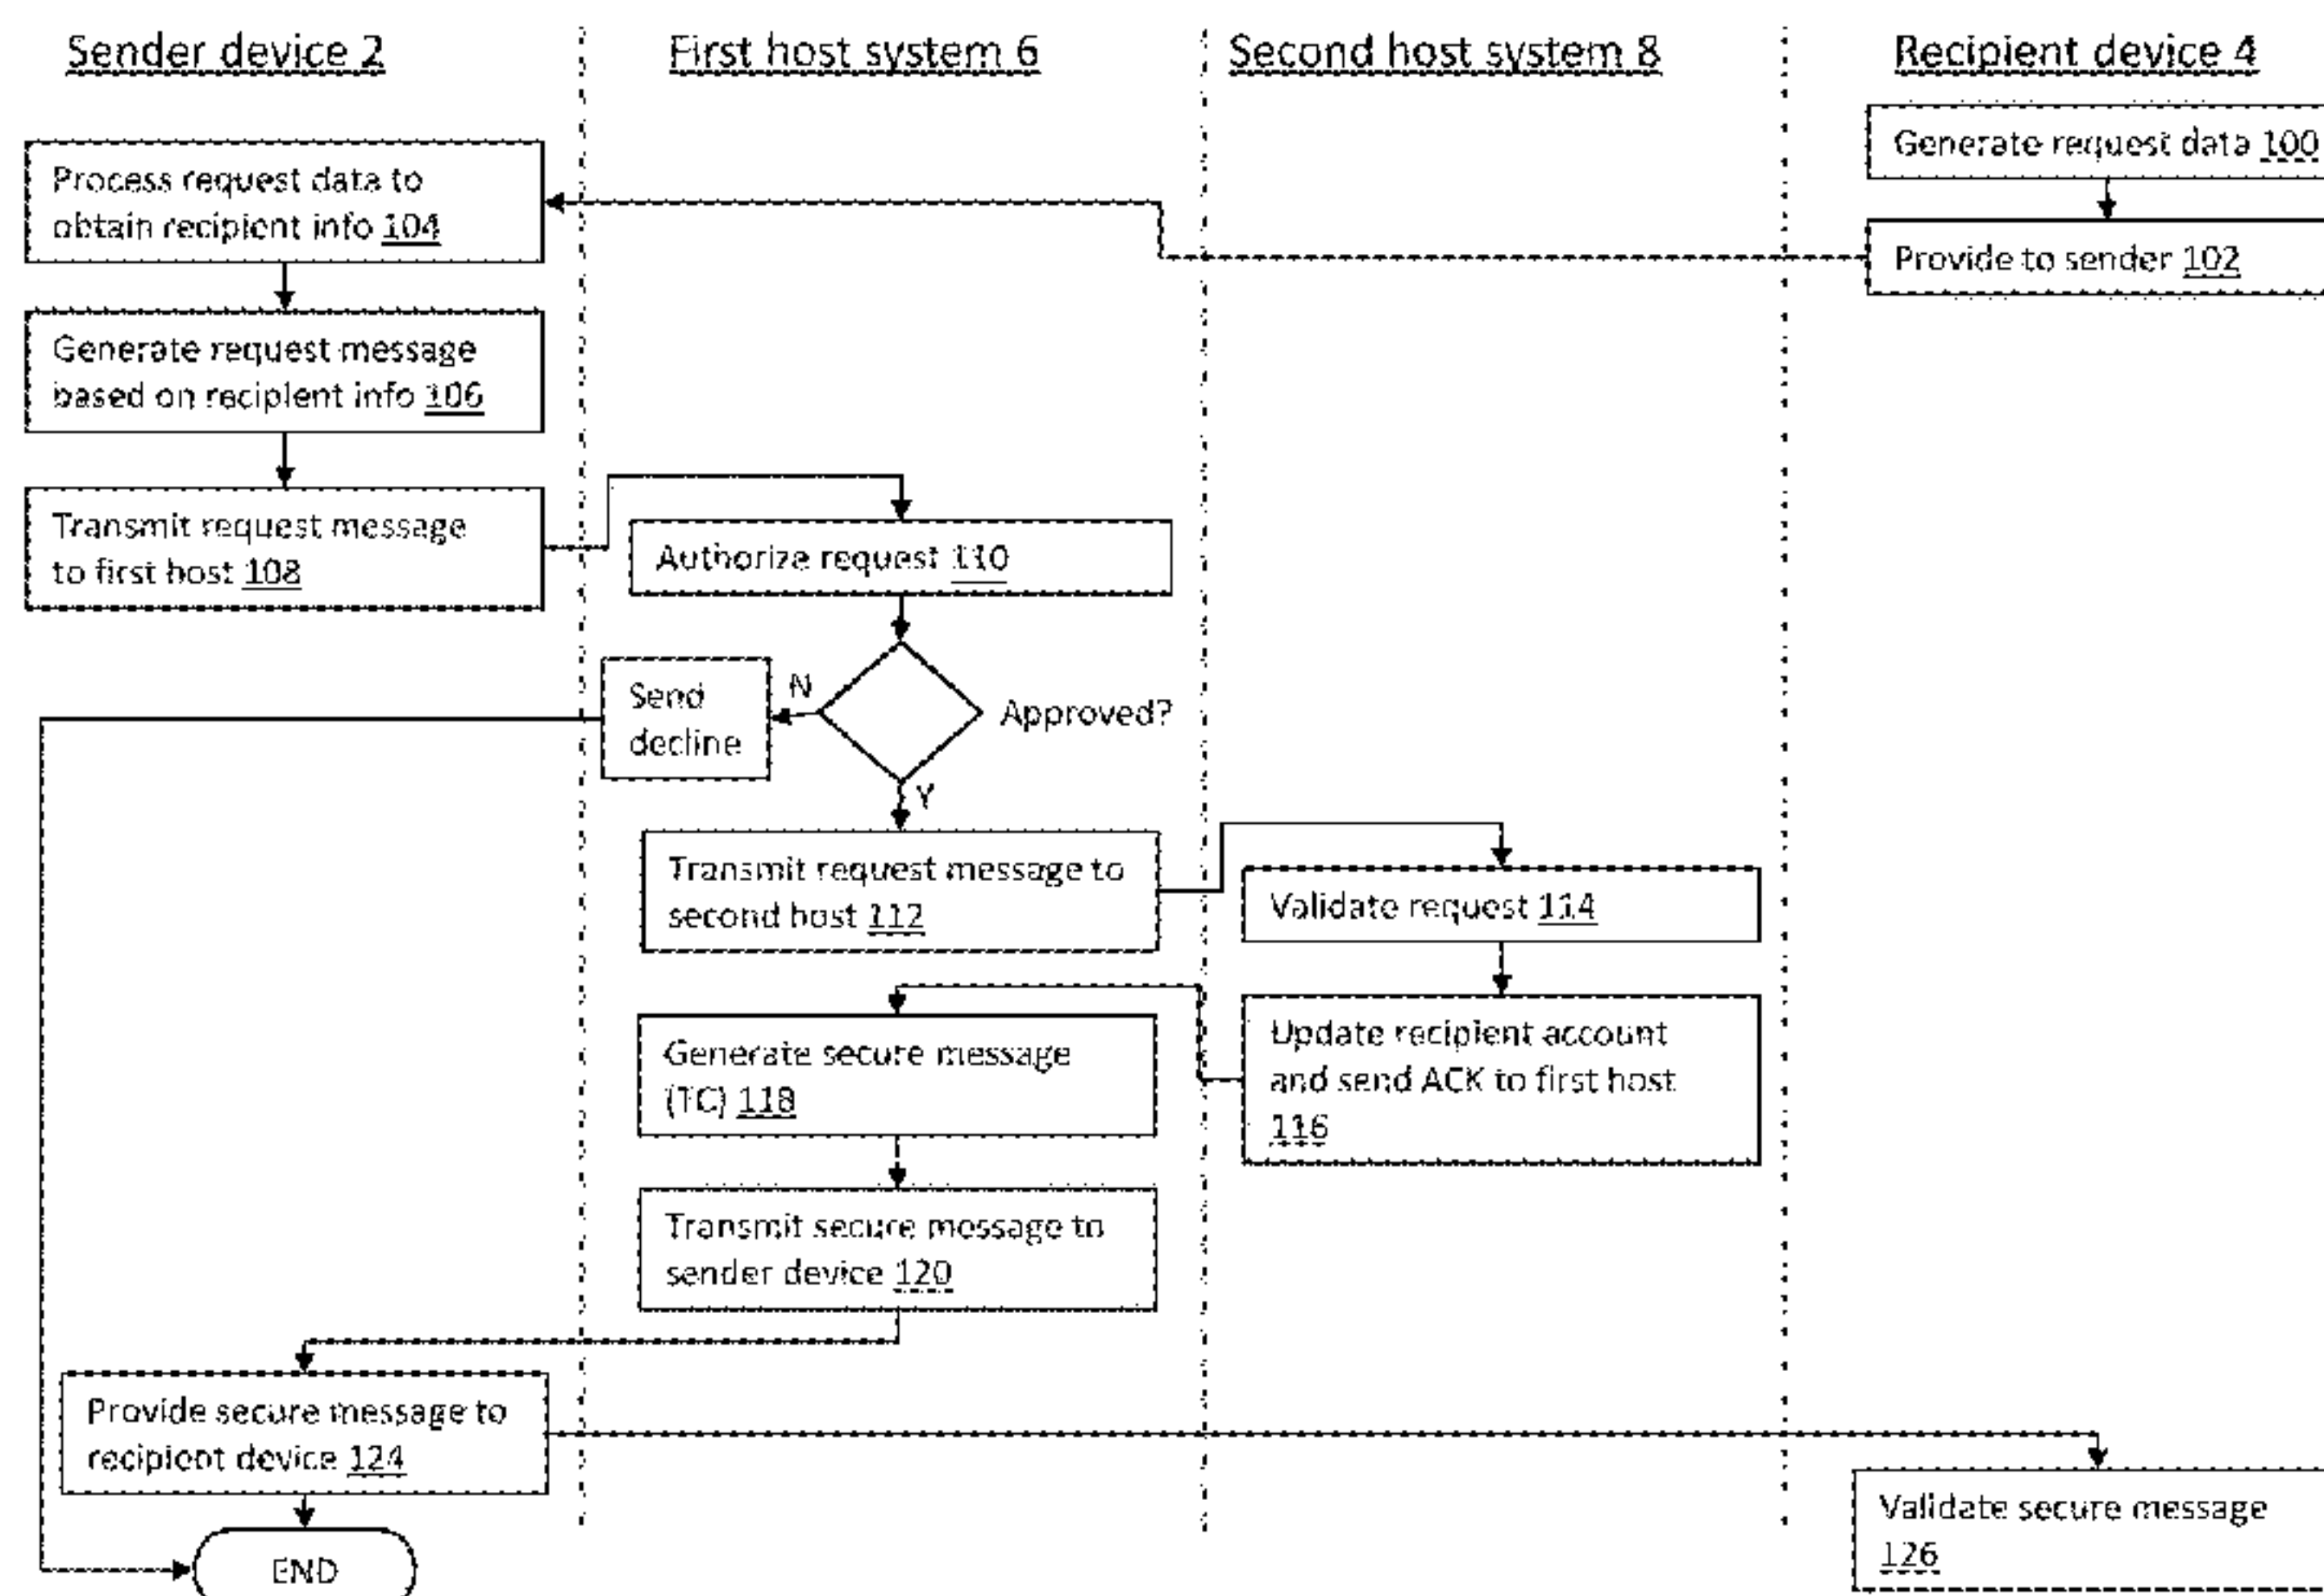 Sender device 2
First host system 6
Second host system 8
Recipient device 4
Generate request data 100
Provide to sender 102
Process request data to
obtain recipient info 104
Generate request message
based on recipient info 106
Transmit request message
to first host 108
Authorize request 110
Approved?
N
Send
decline
Y
Transmit request message to
second host 112
Validate request 114
Update recipient account
and send ACK to first host
116
Generate secure message
(TC) 118
Transmit secure message to
sender device 120
Provide secure message to
recipient device 124
Validate secure message
126
END